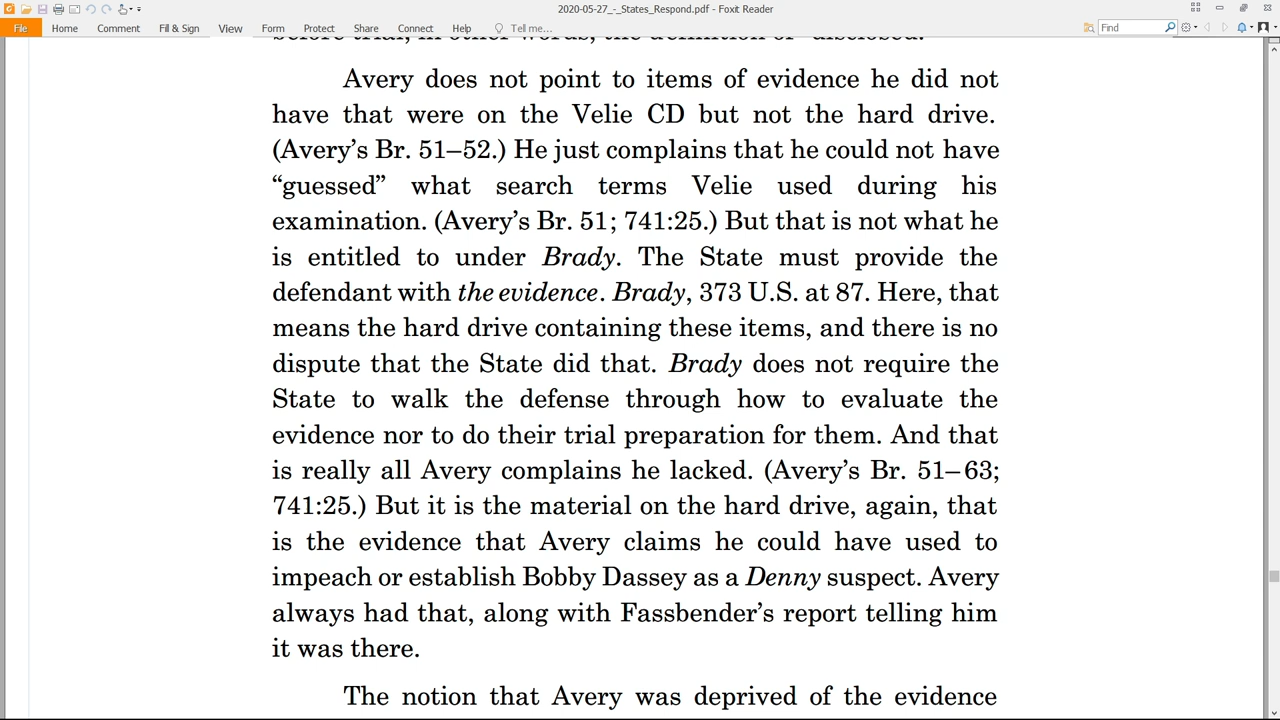 2020-05-27_-_States_Respond.pdf - Foxit Reader
File Home Comment Fill & Sign View Form Protect Share Connect Help Tell me... Find
before trial, in other words, the definition of "disclosed."
Avery does not point to items of evidence he did not
have that were on the Velie CD but not the hard drive.
(Avery's Br. 51–52.) He just complains that he could not have
“guessed” what search terms Velie used during his
examination. (Avery's Br. 51; 741:25.) But that is not what he
is entitled to under Brady. The State must provide the
defendant with the evidence. Brady, 373 U.S. at 87. Here, that
means the hard drive containing these items, and there is no
dispute that the State did that. Brady does not require the
State to walk the defense through how to evaluate the
evidence nor to do their trial preparation for them. And that
is really all Avery complains he lacked. (Avery's Br. 51–63;
741:25.) But it is the material on the hard drive, again, that
is the evidence that Avery claims he could have used to
impeach or establish Bobby Dassey as a Denny suspect. Avery
always had that, along with Fassbender's report telling him
it was there.
The notion that Avery was deprived of the evidence